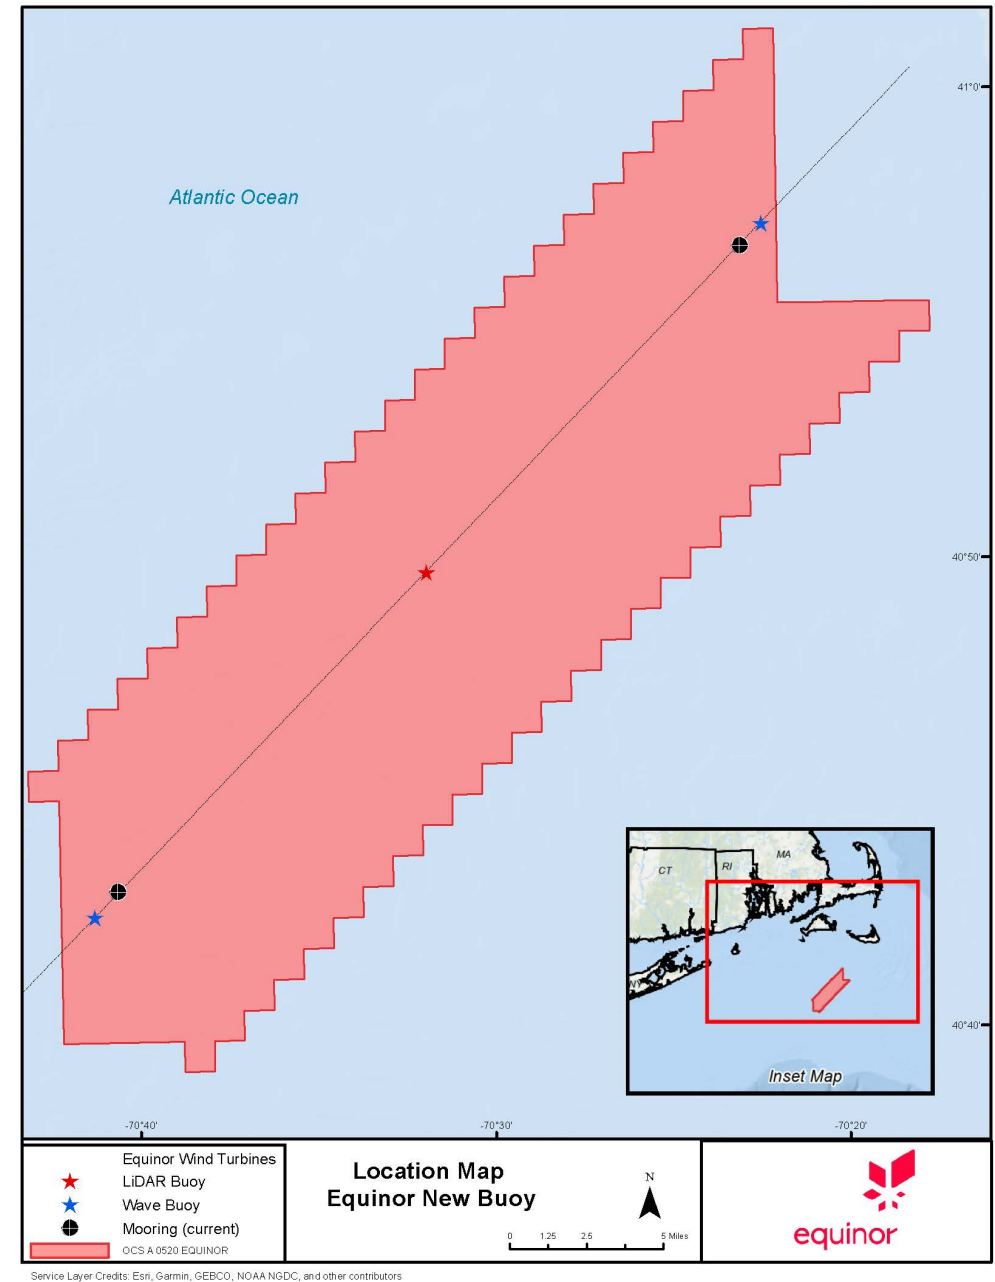 41°0'
Atlantic Ocean
40°50'
CT
RI
MA
NY
40°40'
Inset Map
-70°40'
-70°30'
-70°20'
Equinor Wind Turbines
LiDAR Buoy
Wave Buoy
Mooring (current)
OCS A 0520 EQUINOR
Location Map
Equinor New Buoy
N
0 1.25 2.5 5 Miles
equinor
Service Layer Credits: Esri, Garmin, GEBCO, NOAA NGDC, and other contributors